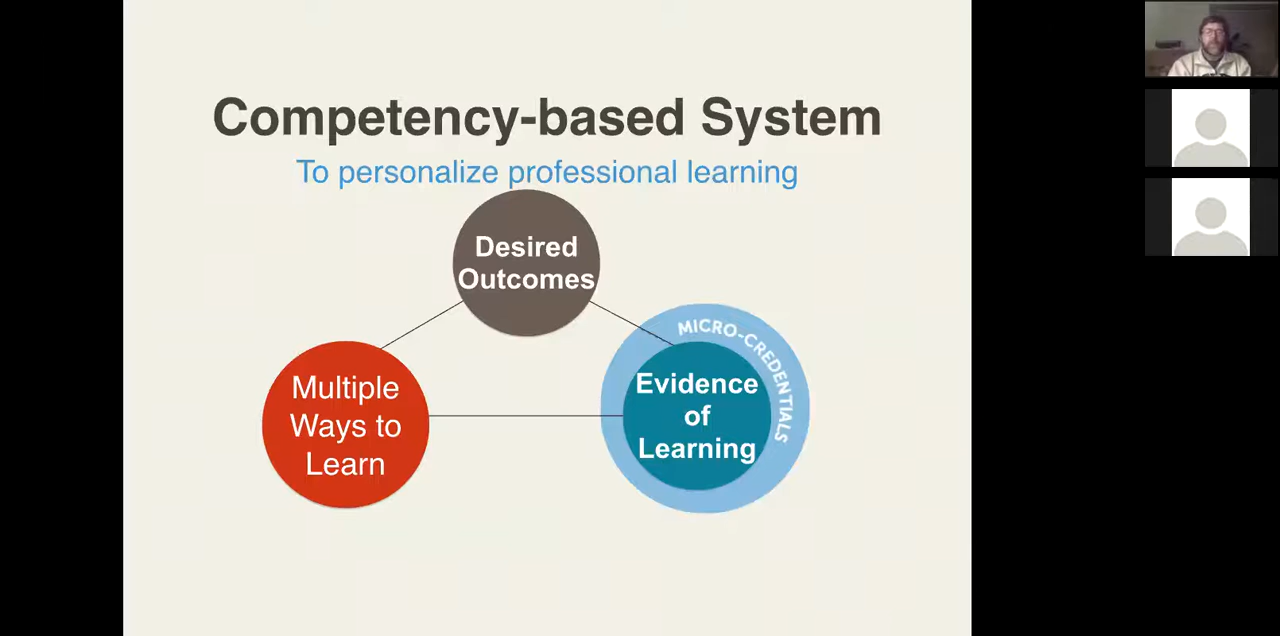 Competency-based System
To personalize professional learning
Desired
Outcomes
MICRO-CREDENTIALS
Multiple
Ways to
Learn
Evidence
of
Learning